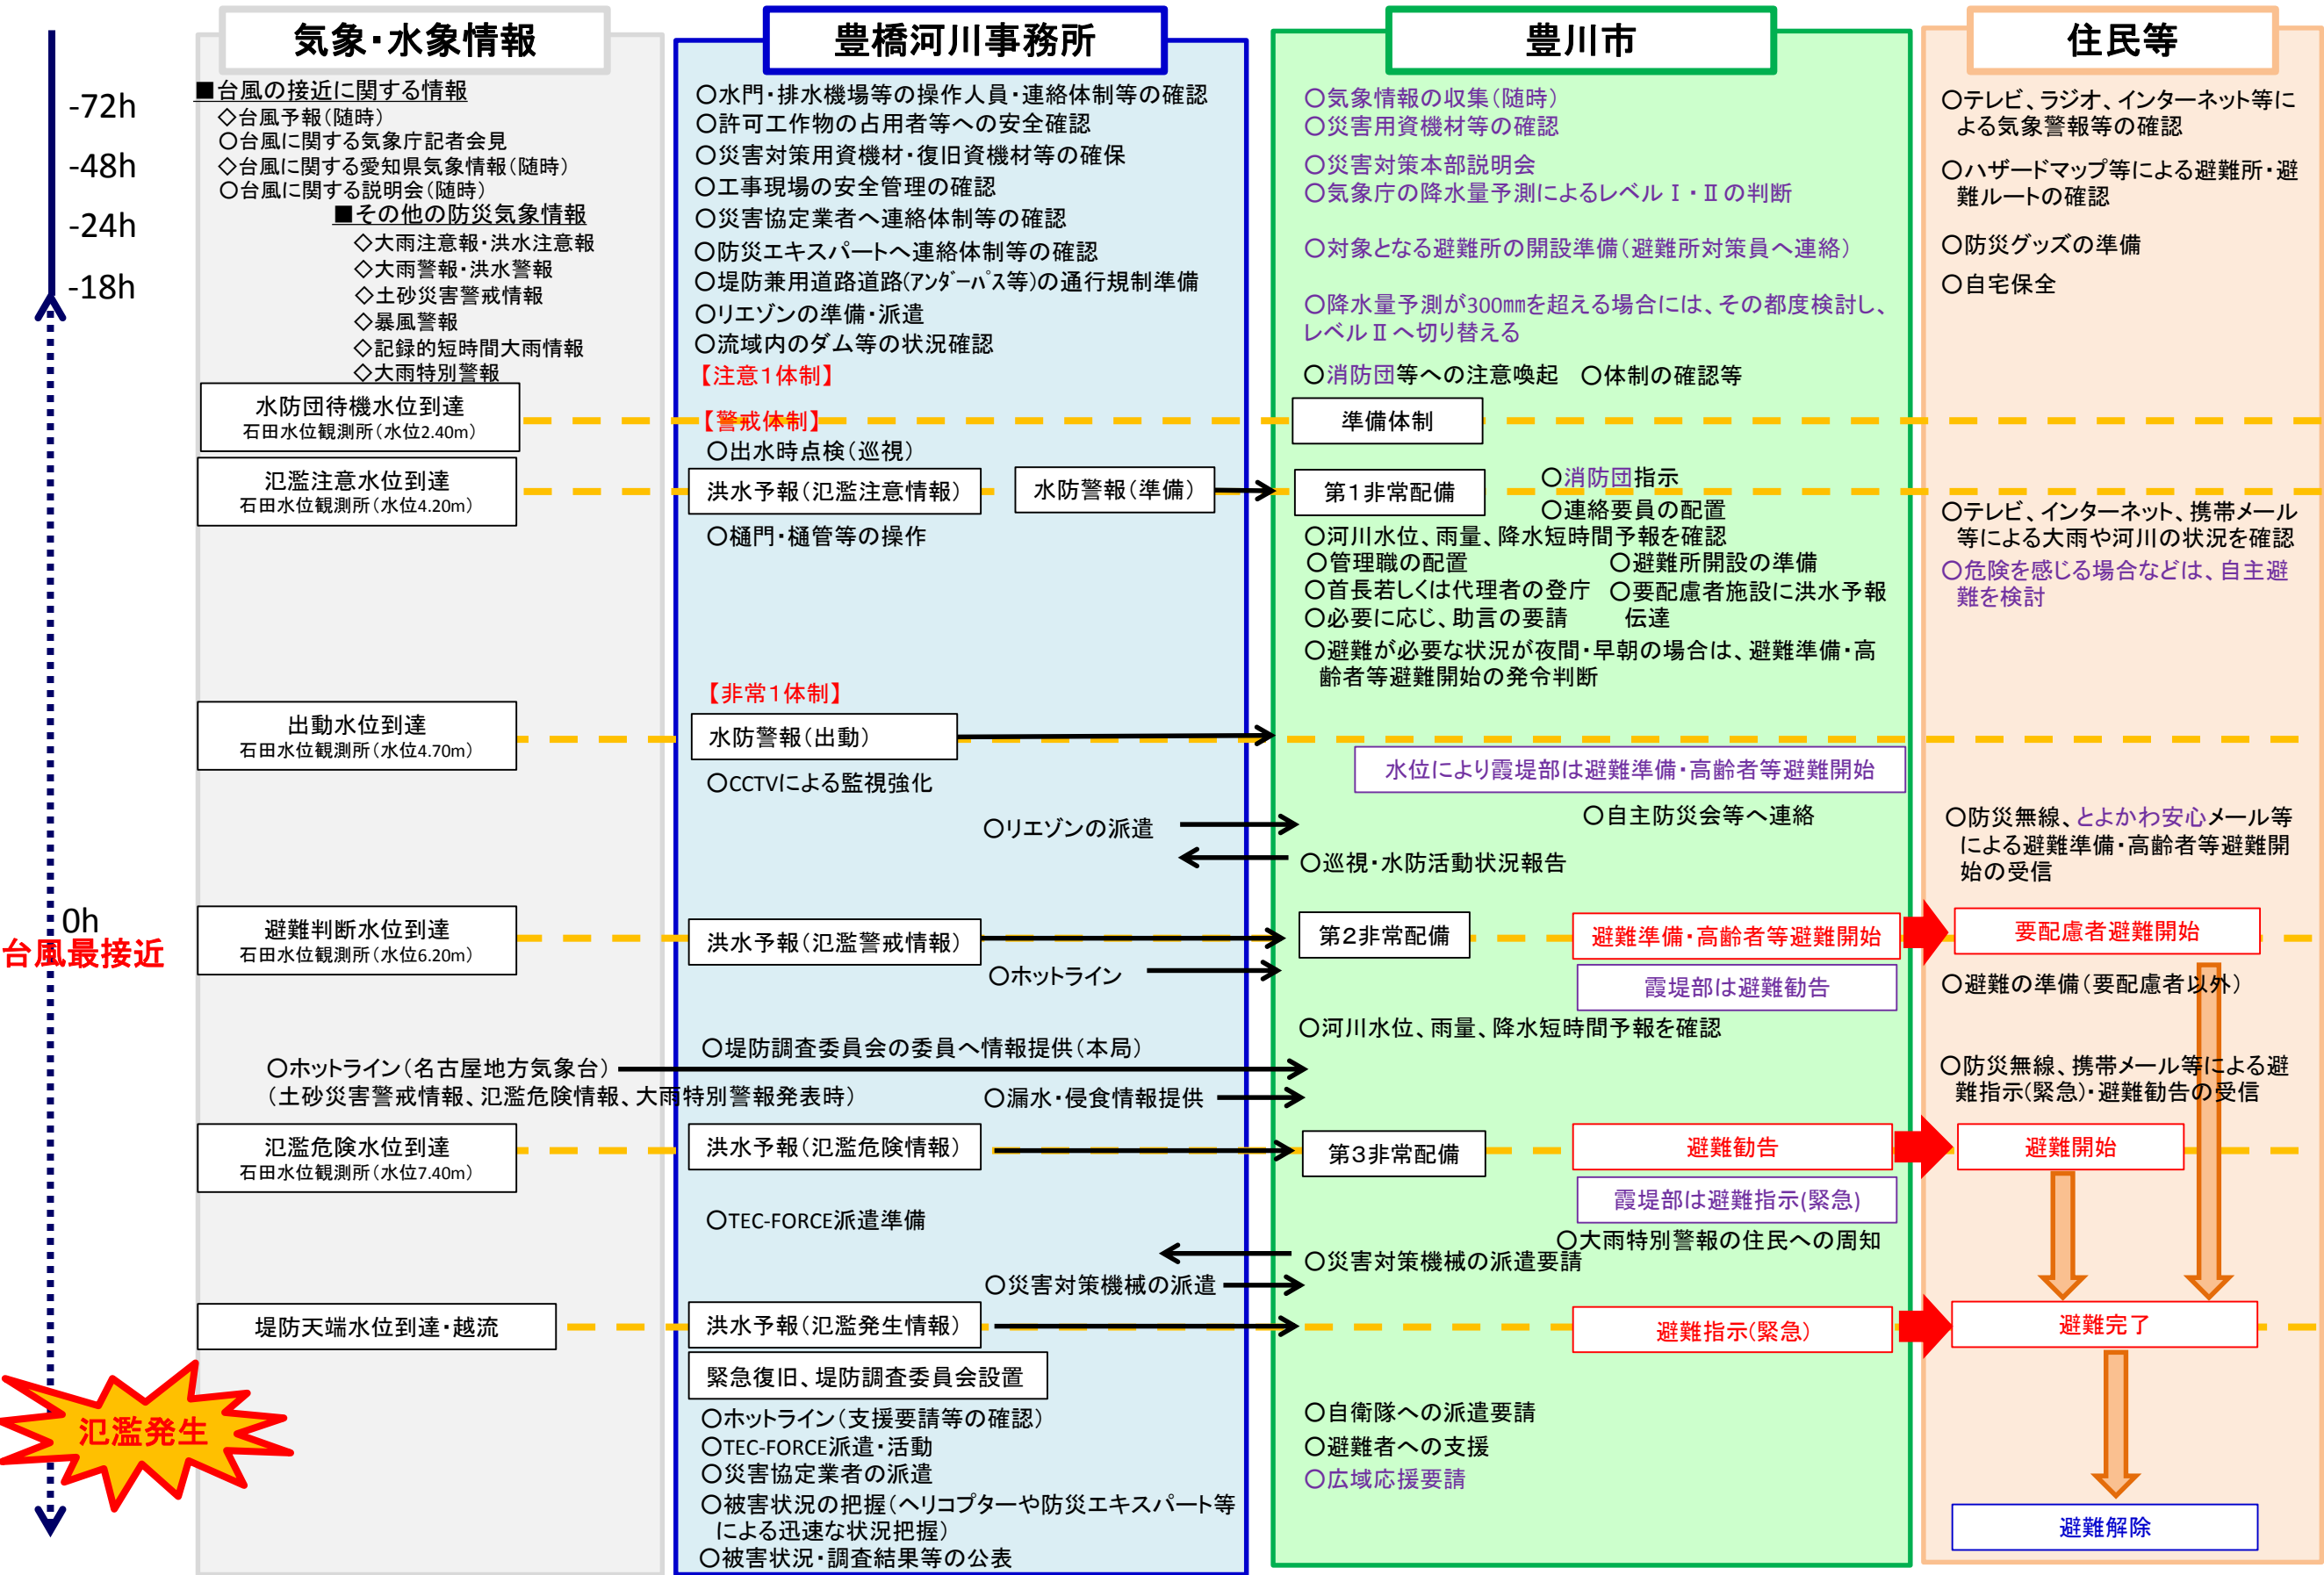 気象・水象情報
豊橋河川事務所
豊川市
住民等
-72h
-48h
-24h
-18h
0h
台風最接近
氾濫発生
■台風の接近に関する情報
◇台風予報(随時)
○台風に関する気象庁記者会見
◇台風に関する愛知県気象情報(随時)
○台風に関する説明会(随時)
■その他の防災気象情報
◇大雨注意報・洪水注意報
◇大雨警報・洪水警報
◇土砂災害警戒情報
◇暴風警報
◇記録的短時間大雨情報
◇大雨特別警報
水防団待機水位到達
石田水位観測所(水位2.40m)
氾濫注意水位到達
石田水位観測所(水位4.20m)
出動水位到達
石田水位観測所(水位4.70m)
避難判断水位到達
石田水位観測所(水位6.20m)
○ホットライン(名古屋地方気象台)
(土砂災害警戒情報、氾濫危険情報、大雨特別警報発表時)
氾濫危険水位到達
石田水位観測所(水位7.40m)
堤防天端水位到達・越流
○水門・排水機場等の操作人員・連絡体制等の確認
○許可工作物の占用者等への安全確認
○災害対策用資機材・復旧資機材等の確保
○工事現場の安全管理の確認
○災害協定業者へ連絡体制等の確認
○防災エキスパートへ連絡体制等の確認
○堤防兼用道路道路(アンダーパス等)の通行規制準備
○リエゾンの準備・派遣
○流域内のダム等の状況確認
【注意1体制】
【警戒体制】
○出水時点検(巡視)
洪水予報(氾濫注意情報)
水防警報(準備)
○樋門・樋管等の操作
【非常1体制】
水防警報(出動)
○CCTVによる監視強化
○リエゾンの派遣
洪水予報(氾濫警戒情報)
○ホットライン
○堤防調査委員会の委員へ情報提供(本局)
○漏水・侵食情報提供
洪水予報(氾濫危険情報)
○TEC-FORCE派遣準備
○災害対策機械の派遣
洪水予報(氾濫発生情報)
緊急復旧、堤防調査委員会設置
○ホットライン(支援要請等の確認)
○TEC-FORCE派遣・活動
○災害協定業者の派遣
○被害状況の把握(ヘリコプターや防災エキスパート等
による迅速な状況把握)
○被害状況・調査結果等の公表
○気象情報の収集(随時)
○災害用資機材等の確認
○災害対策本部説明会
○気象庁の降水量予測によるレベルⅠ・Ⅱの判断
○対象となる避難所の開設準備(避難所対策員へ連絡)
○降水量予測が300㎜を超える場合には、その都度検討し、
レベルⅡへ切り替える
○消防団等への注意喚起 ○体制の確認等
準備体制
第1非常配備
○消防団指示
○連絡要員の配置
○河川水位、雨量、降水短時間予報を確認
○管理職の配置 ○避難所開設の準備
○首長若しくは代理者の登庁 ○要配慮者施設に洪水予報
○必要に応じ、助言の要請 伝達
○避難が必要な状況が夜間・早朝の場合は、避難準備・高
齢者等避難開始の発令判断
水位により霞堤部は避難準備・高齢者等避難開始
○自主防災会等へ連絡
○巡視・水防活動状況報告
第2非常配備
避難準備・高齢者等避難開始
霞堤部は避難勧告
○河川水位、雨量、降水短時間予報を確認
第3非常配備
避難勧告
霞堤部は避難指示(緊急)
○大雨特別警報の住民への周知
○災害対策機械の派遣要請
避難指示(緊急)
○自衛隊への派遣要請
○避難者への支援
○広域応援要請
○テレビ、ラジオ、インターネット等に
よる気象警報等の確認
○ハザードマップ等による避難所・避
難ルートの確認
○防災グッズの準備
○自宅保全
○テレビ、インターネット、携帯メール
等による大雨や河川の状況を確認
○危険を感じる場合などは、自主避
難を検討
○防災無線、とよかわ安心メール等
による避難準備・高齢者等避難開
始の受信
要配慮者避難開始
○避難の準備(要配慮者以外)
○防災無線、携帯メール等による避
難指示(緊急)・避難勧告の受信
避難開始
避難完了
避難解除